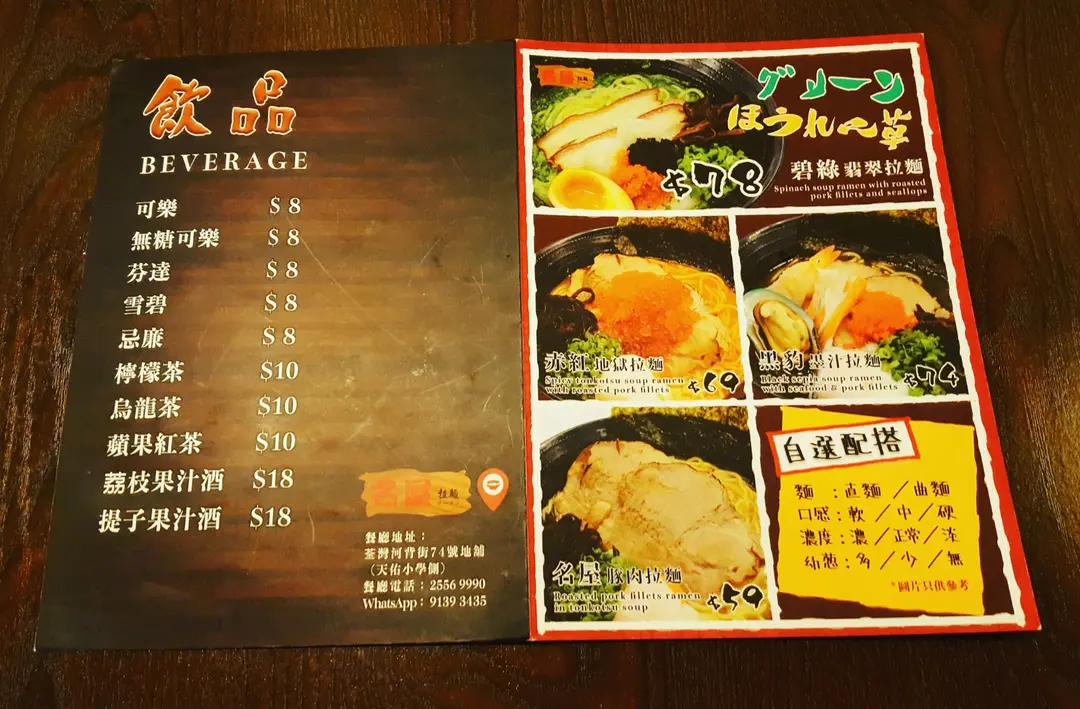 飲品
BEVERAGE
可樂 $8
無糖可樂 $8
芬達 $8
雪碧 $8
忌廉 $8
檸檬茶 $10
烏龍茶 $10
蘋果紅茶 $10
荔枝果汁酒 $18
提子果汁酒 $18
名屋 拉麵
餐廳地址：
荃灣河背街74號地舖
（天佑小學側）
餐廳電話：2556 9990
WhatsApp：9139 3435
名屋 拉麵
グリーン
ほうれん草
碧綠翡翠拉麵
Spinach soup ramen with roasted
pork fillets and scallops
$78
赤紅地獄拉麵
Spicy tonkotsu soup ramen
with roasted pork fillets
$69
黑豹墨汁拉麵
Black sepia soup ramen
with seafood & pork fillets
$74
名屋豚肉拉麵
Roasted pork fillets ramen
in tonkotsu soup
$59
自選配搭
麵：直麵／曲麵
口感：軟／中／硬
濃度：濃／正常／淡
幼蔥：多／少／無
*圖片只供參考